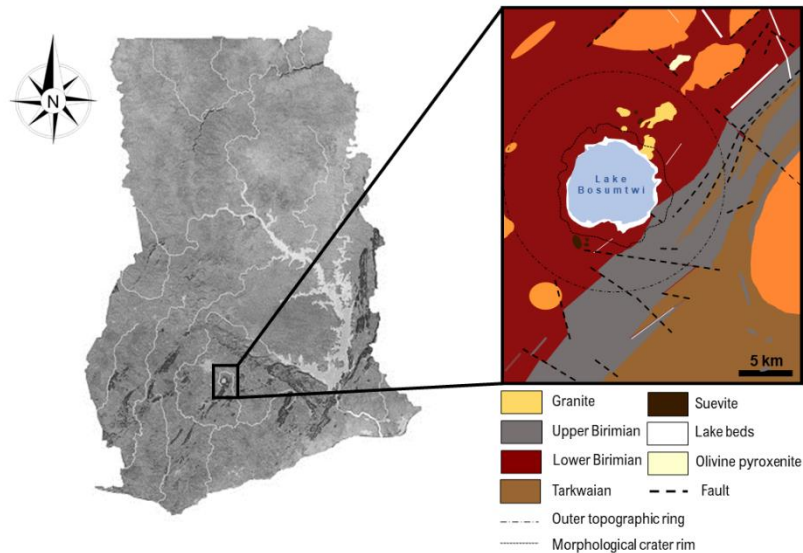 N
Lake
Bosumtwi
5 km
Granite
Suevite
Upper Birimian
Lake beds
Lower Birimian
Olivine pyroxenite
Tarkwaian
Fault
Outer topographic ring
Morphological crater rim